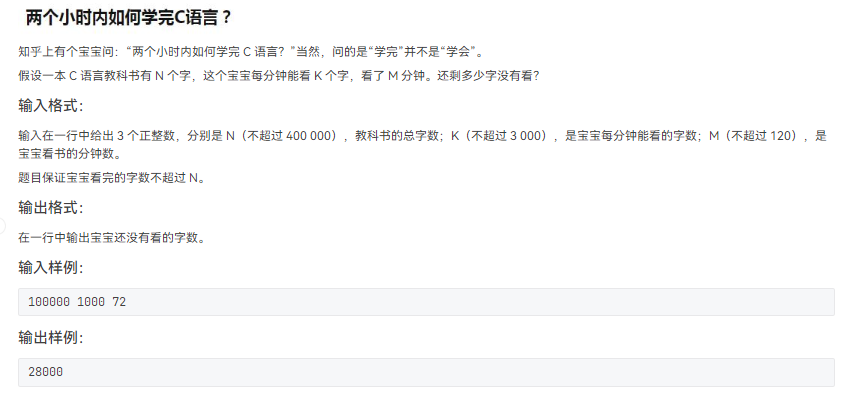 两个小时内如何学完C语言？
知乎上有个宝宝问：“两个小时内如何学完 C 语言？”当然，问的是“学完”并不是“学会”。
假设一本 C 语言教科书有 N 个字，这个宝宝每分钟能看 K 个字，看了 M 分钟。还剩多少字没有看？
输入格式：
输入在一行中给出 3 个正整数，分别是 N（不超过 400 000），教科书的总字数；K（不超过 3 000），是宝宝每分钟能看的字数；M（不超过 120），是
宝宝看书的分钟数。
题目保证宝宝看完的字数不超过 N。
输出格式：
在一行中输出宝宝还没有看的字数。
输入样例：
100000 1000 72
输出样例：
28000